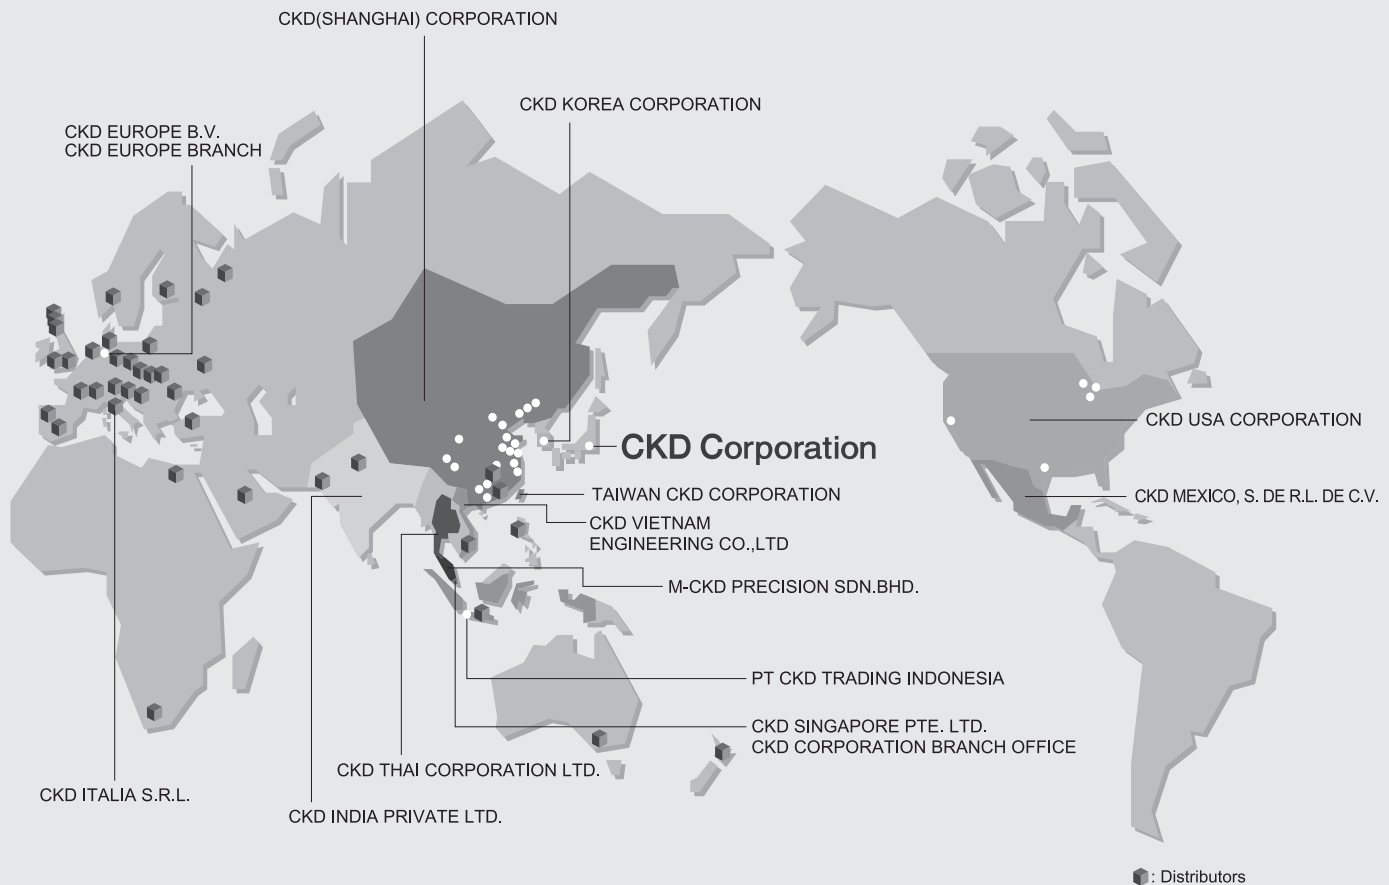 CKD(SHANGHAI) CORPORATION
CKD KOREA CORPORATION
CKD EUROPE B.V.
CKD EUROPE BRANCH
CKD USA CORPORATION
CKD Corporation
TAIWAN CKD CORPORATION
CKD MEXICO, S. DE R.L. DE C.V.
CKD VIETNAM
ENGINEERING CO.,LTD
M-CKD PRECISION SDN.BHD.
PT CKD TRADING INDONESIA
CKD SINGAPORE PTE. LTD.
CKD CORPORATION BRANCH OFFICE
CKD THAI CORPORATION LTD.
CKD ITALIA S.R.L.
CKD INDIA PRIVATE LTD.
: Distributors